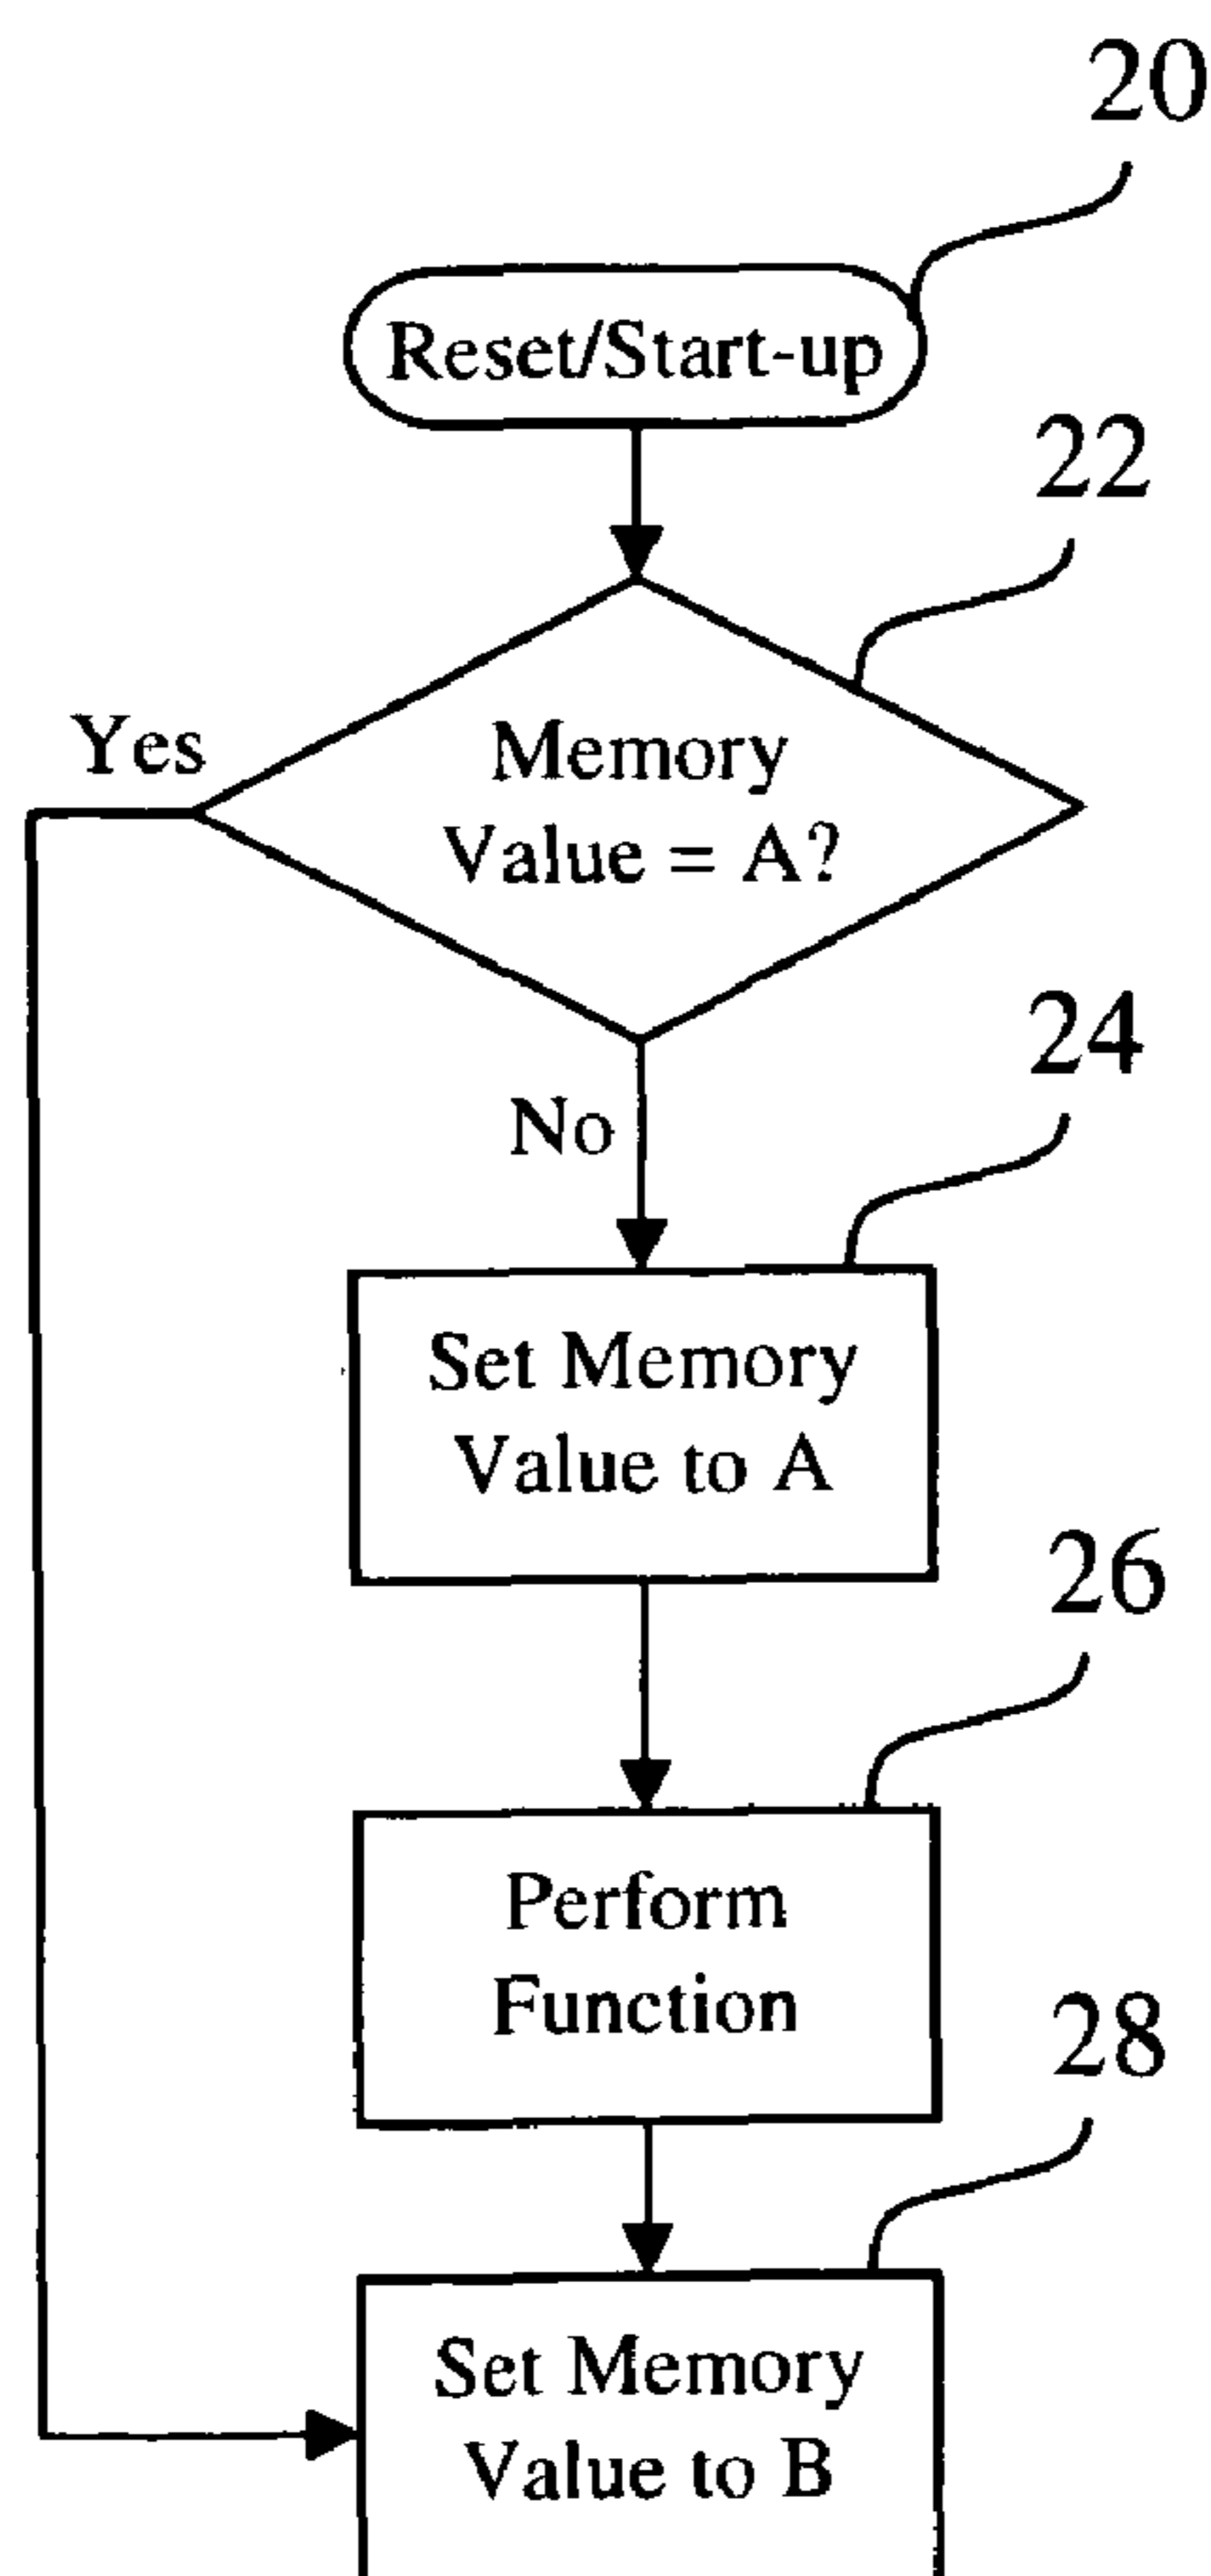 20
Reset/Start-up
22
Yes
Memory
Value = A?
24
No
Set Memory
Value to A
26
Perform
Function
28
Set Memory
Value to B